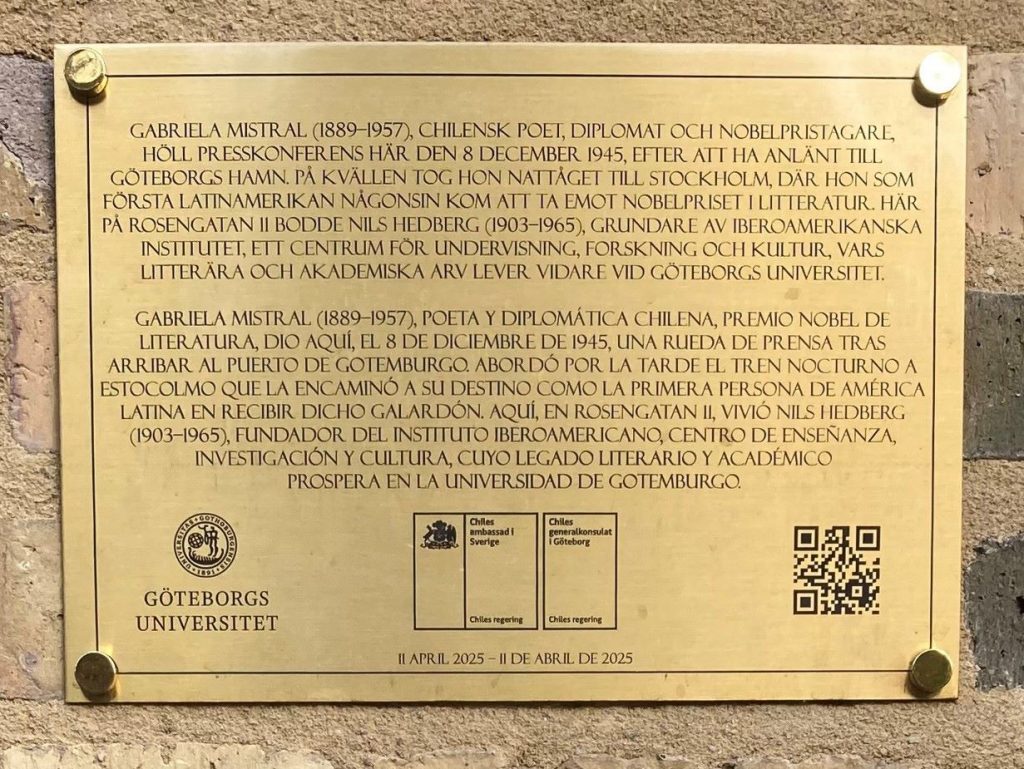 GABRIELA MISTRAL (1889–1957), CHILENSK POET, DIPLOMAT OCH NOBELPRISTAGARE,
HÖLL PRESSKONFERENS HÄR DEN 8 DECEMBER 1945, EFTER ATT HA ANLÄNT TILL
GÖTEBORGS HAMN. PÅ KVÄLLEN TOG HON NATTÅGET TILL STOCKHOLM, DÄR HON SOM
FÖRSTA LATINAMERIKAN NÅGONSIN KOM ATT TA EMOT NOBELPRISET I LITTERATUR. HÄR
PÅ ROSENGATAN 11 BODDE NILS HEDBERG (1903–1965), GRUNDARE AV IBEROAMERIKANSKA
INSTITUTET, ETT CENTRUM FÖR UNDERVISNING, FORSKNING OCH KULTUR, VARS
LITTERÄRA OCH AKADEMISKA ARV LEVER VIDARE VID GÖTEBORGS UNIVERSITET.
GABRIELA MISTRAL (1889–1957), POETA Y DIPLOMÁTICA CHILENA, PREMIO NOBEL DE
LITERATURA, DIO AQUÍ, EL 8 DE DICIEMBRE DE 1945, UNA RUEDA DE PRENSA TRAS
ARRIBAR AL PUERTO DE GOTEMBURGO. ABORDÓ POR LA TARDE EL TREN NOCTURNO A
ESTOCOLMO QUE LA ENCAMINÓ A SU DESTINO COMO LA PRIMERA PERSONA DE AMÉRICA
LATINA EN RECIBIR DICHO GALARDÓN. AQUÍ, EN ROSENGATAN 11, VIVIÓ NILS HEDBERG
(1903–1965), FUNDADOR DEL INSTITUTO IBEROAMERICANO, CENTRO DE ENSEÑANZA,
INVESTIGACIÓN Y CULTURA, CUYO LEGADO LITERARIO Y ACADÉMICO
PROSPERA EN LA UNIVERSIDAD DE GOTEMBURGO.
UNIVERSITAS GOTHOBURGENSIS 1891
GÖTEBORGS
UNIVERSITET
Chiles
ambassad i
Sverige
Chiles regering
Chiles
generalkonsulat
i Göteborg
Chiles regering
11 APRIL 2025 – 11 DE ABRIL DE 2025